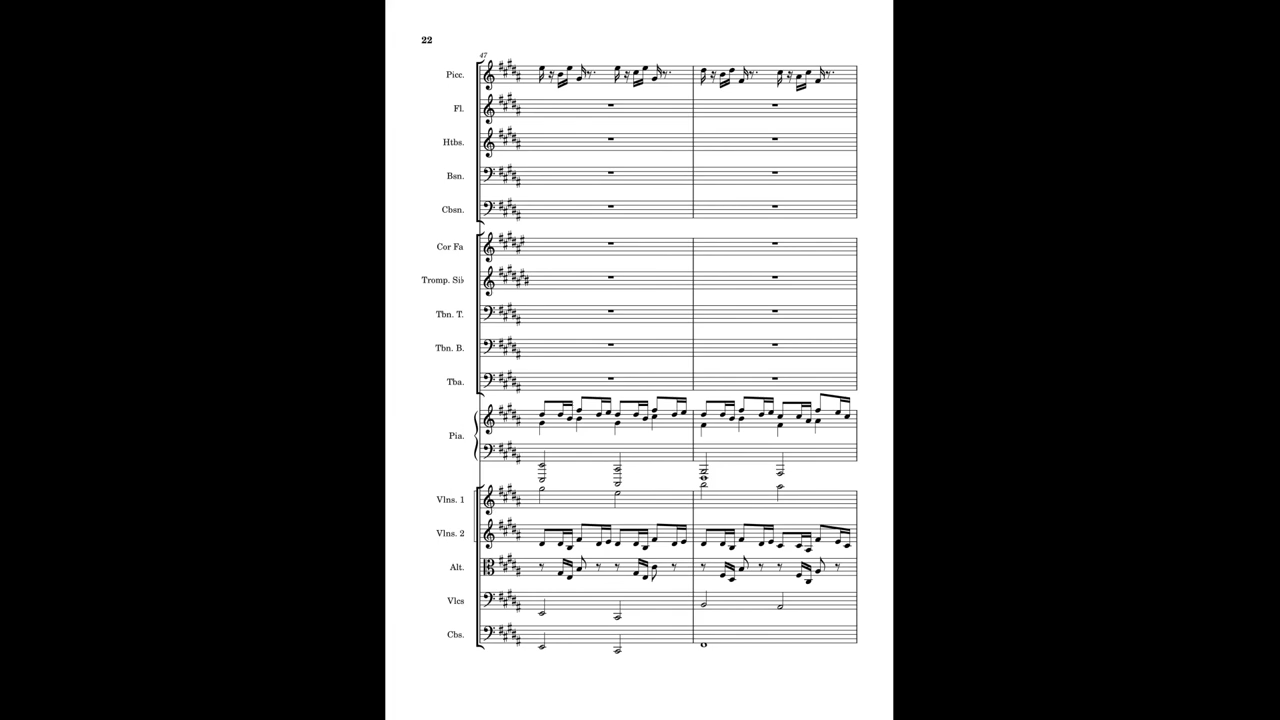 22
47
Picc.
Fl.
Htbs.
Bsn.
Cbsn.
Cor Fa
Tromp. Si♭
Tbn. T.
Tbn. B.
Tba.
Pia.
Vlns. 1
Vlns. 2
Alt.
Vlcs
Cbs.